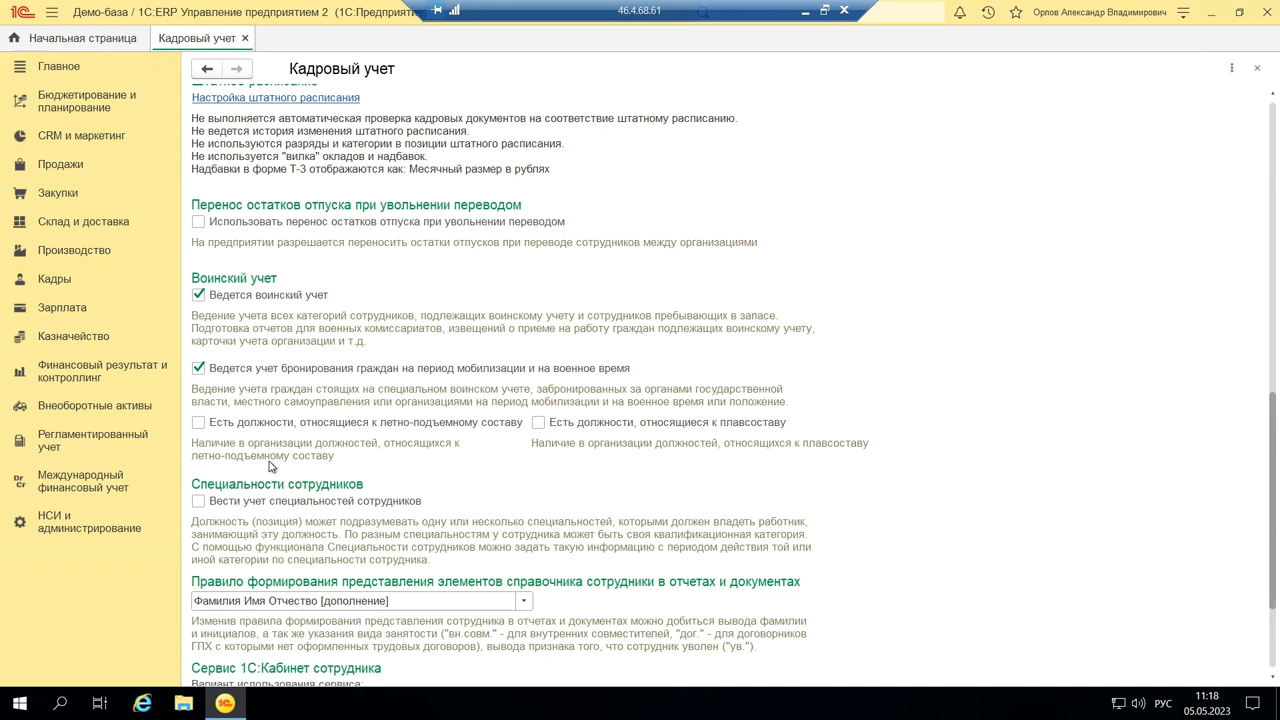 Демо-база / 1С:ERP Управление предприятием 2 (1С:Предприяти
46.4.68.61
Орлов Александр Владимирович
Начальная страница
Кадровый учет
Главное
Бюджетирование и
планирование
CRM и маркетинг
Продажи
Закупки
Склад и доставка
Производство
Кадры
Зарплата
Казначейство
Финансовый результат и
контроллинг
Внеоборотные активы
Регламентированный
учет
Международный
финансовый учет
НСИ и
администрирование
Кадровый учет
Штатное расписание
Настройка штатного расписания
Не выполняется автоматическая проверка кадровых документов на соответствие штатному расписанию.
Не ведется история изменения штатного расписания.
Не используются разряды и категории в позиции штатного расписания.
Не используется "вилка" окладов и надбавок.
Надбавки в форме Т-3 отображаются как: Месячный размер в рублях
Перенос остатков отпуска при увольнении переводом
Использовать перенос остатков отпуска при увольнении переводом
На предприятии разрешается переносить остатки отпусков при переводе сотрудников между организациями
Воинский учет
Ведется воинский учет
Ведение учета всех категорий сотрудников, подлежащих воинскому учету и сотрудников пребывающих в запасе.
Подготовка отчетов для военных комиссариатов, извещений о приеме на работу граждан подлежащих воинскому учету,
карточки учета организации и т.д.
Ведется учет бронирования граждан на период мобилизации и на военное время
Ведение учета граждан стоящих на специальном воинском учете, забронированных за органами государственной
власти, местного самоуправления или организациями на период мобилизации и на военное время или положение.
Есть должности, относящиеся к летно-подъемному составу
Есть должности, относящиеся к плавсоставу
Наличие в организации должностей, относящихся к
летно-подъемному составу
Наличие в организации должностей, относящихся к плавсоставу
Специальности сотрудников
Вести учет специальностей сотрудников
Должность (позиция) может подразумевать одну или несколько специальностей, которыми должен владеть работник,
занимающий эту должность. По разным специальностям у сотрудника может быть своя квалификационная категория.
С помощью функционала Специальности сотрудников можно задать такую информацию с периодом действия той или
иной категории по специальности сотрудника.
Правило формирования представления элементов справочника сотрудники в отчетах и документах
Фамилия Имя Отчество [дополнение]
Изменив правила формирования представления сотрудника в отчетах и документах можно добиться вывода фамилии
и инициалов, а так же указания вида занятости ("вн.совм." - для внутренних совместителей, "дог." - для договорников
ГПХ с которыми нет оформленных трудовых договоров), вывода признака того, что сотрудник уволен ("ув.").
Сервис 1С:Кабинет сотрудника
Вариант использования сервиса:
РУС
11:18
05.05.2023